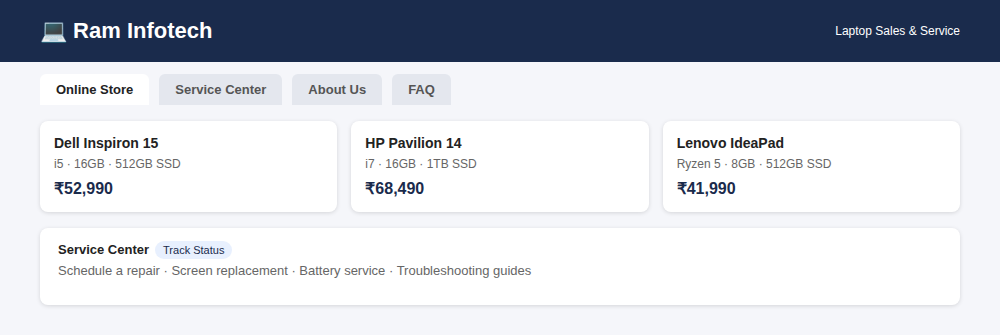 💻 Ram Infotech
Laptop Sales & Service
Online Store
Service Center
About Us
FAQ
Dell Inspiron 15
i5 · 16GB · 512GB SSD
₹52,990
HP Pavilion 14
i7 · 16GB · 1TB SSD
₹68,490
Lenovo IdeaPad
Ryzen 5 · 8GB · 512GB SSD
₹41,990
Service Center Track Status
Schedule a repair · Screen replacement · Battery service · Troubleshooting guides